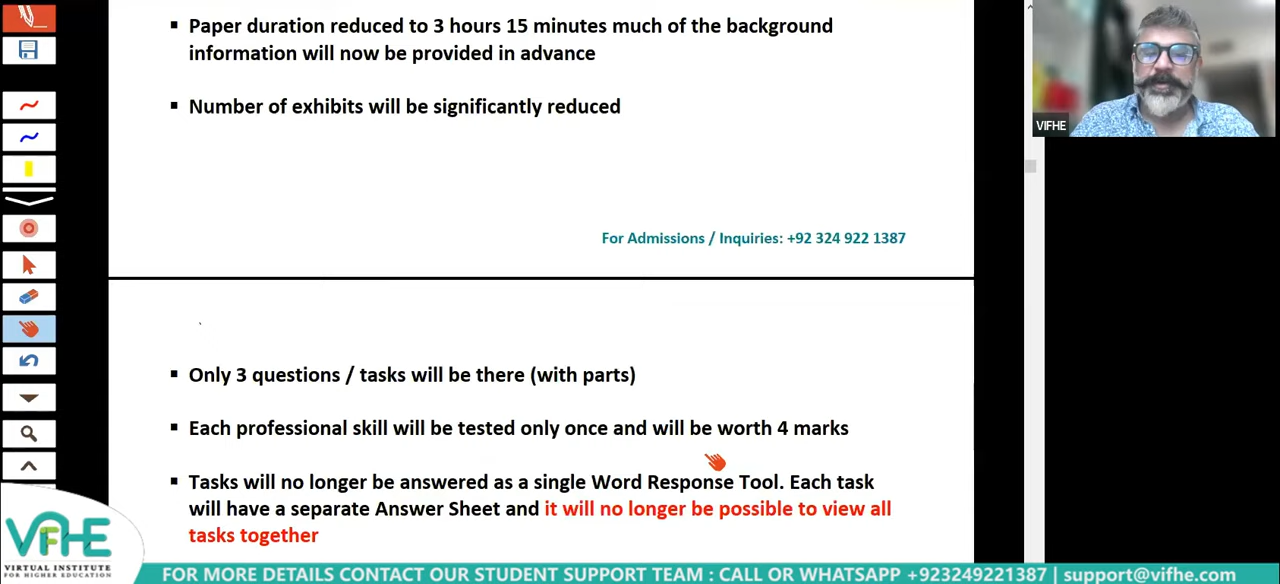 ▪ Paper duration reduced to 3 hours 15 minutes much of the background
information will now be provided in advance
▪ Number of exhibits will be significantly reduced
VIFHE
For Admissions / Inquiries: +92 324 922 1387
▪ Only 3 questions / tasks will be there (with parts)
▪ Each professional skill will be tested only once and will be worth 4 marks
▪ Tasks will no longer be answered as a single Word Response Tool. Each task
will have a separate Answer Sheet and it will no longer be possible to view all
tasks together
VIFHE
VIRTUAL INSTITUTE
FOR HIGHER EDUCATION
FOR MORE DETAILS CONTACT OUR STUDENT SUPPORT TEAM : CALL OR WHATSAPP +923249221387 | support@vifhe.com